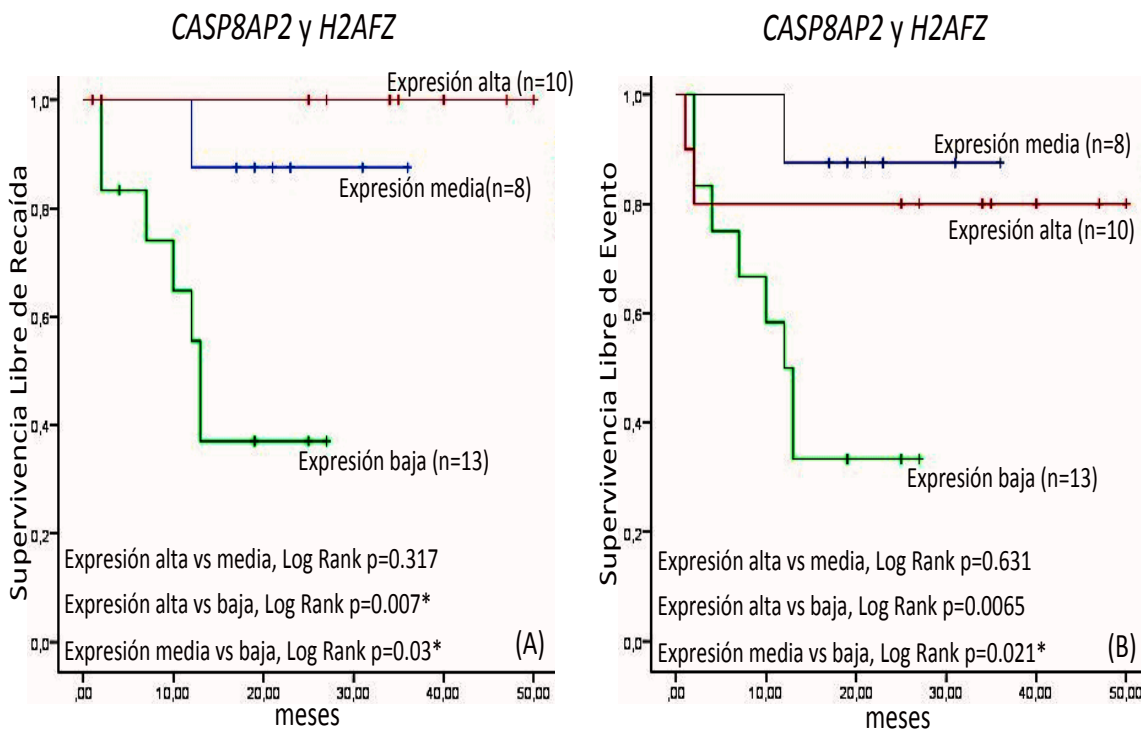 CASP8AP2 y H2AFZ
Supervivencia Libre de Recaída
1,0
0,8
0,6
0,4
0,2
0,0
Expresión alta (n=10)
Expresión media(n=8)
Expresión baja (n=13)
Expresión alta vs media, Log Rank p=0.317
Expresión alta vs baja, Log Rank p=0.007*
Expresión media vs baja, Log Rank p=0.03*
(A)
,00 10,00 20,00 30,00 40,00 50,00
meses
CASP8AP2 y H2AFZ
Supervivencia Libre de Evento
1,0
0,8
0,6
0,4
0,2
0,0
Expresión media (n=8)
Expresión alta (n=10)
Expresión baja (n=13)
Expresión alta vs media, Log Rank p=0.631
Expresión alta vs baja, Log Rank p=0.0065
Expresión media vs baja, Log Rank p=0.021*
(B)
,00 10,00 20,00 30,00 40,00 50,00
meses